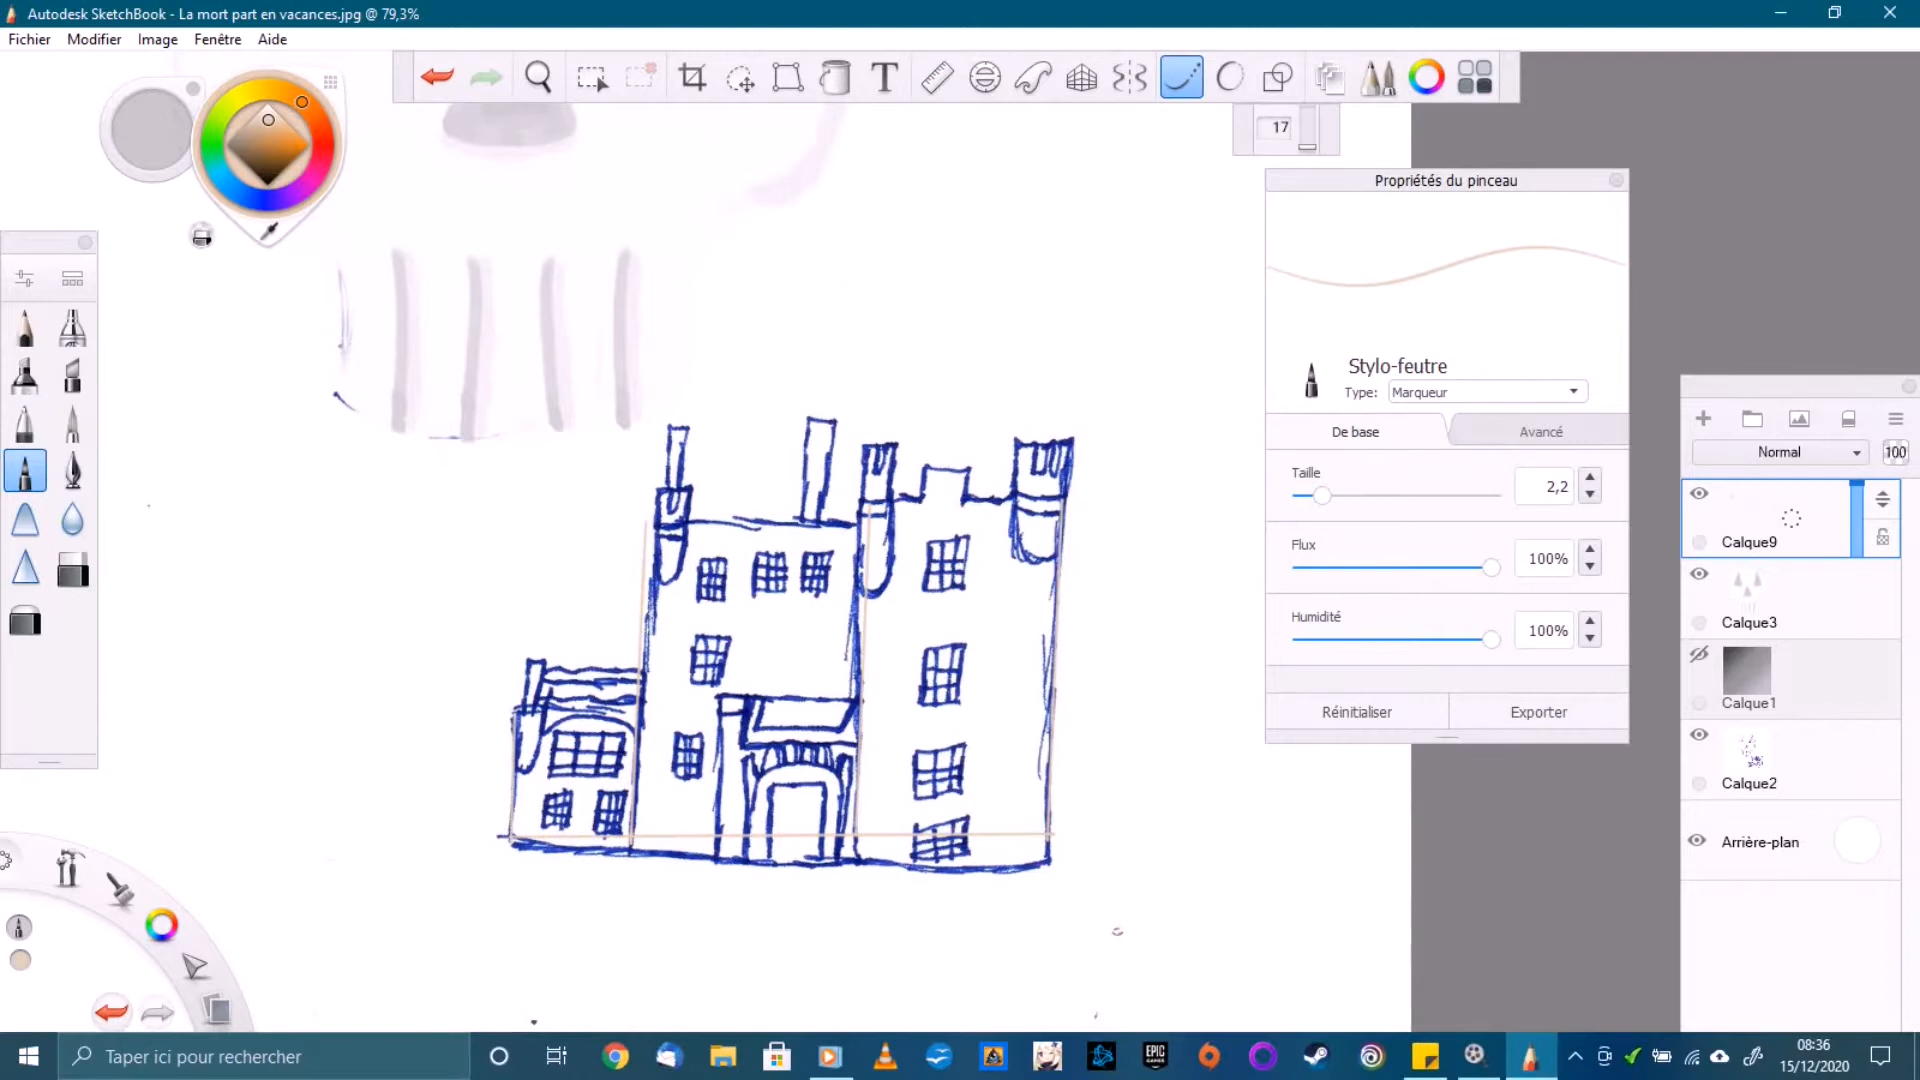 Autodesk SketchBook - La mort part en vacances.jpg @ 79,3%
Fichier Modifier Image Fenêtre Aide
17
Propriétés du pinceau
Stylo-feutre
Type: Marqueur
De base Avancé
Taille
2,2
Flux
100%
Humidité
100%
Réinitialiser Exporter
Normal 100
Calque9
Calque3
Calque1
Calque2
Arrière-plan
Taper ici pour rechercher
EPIC
GAMES
08:36
15/12/2020